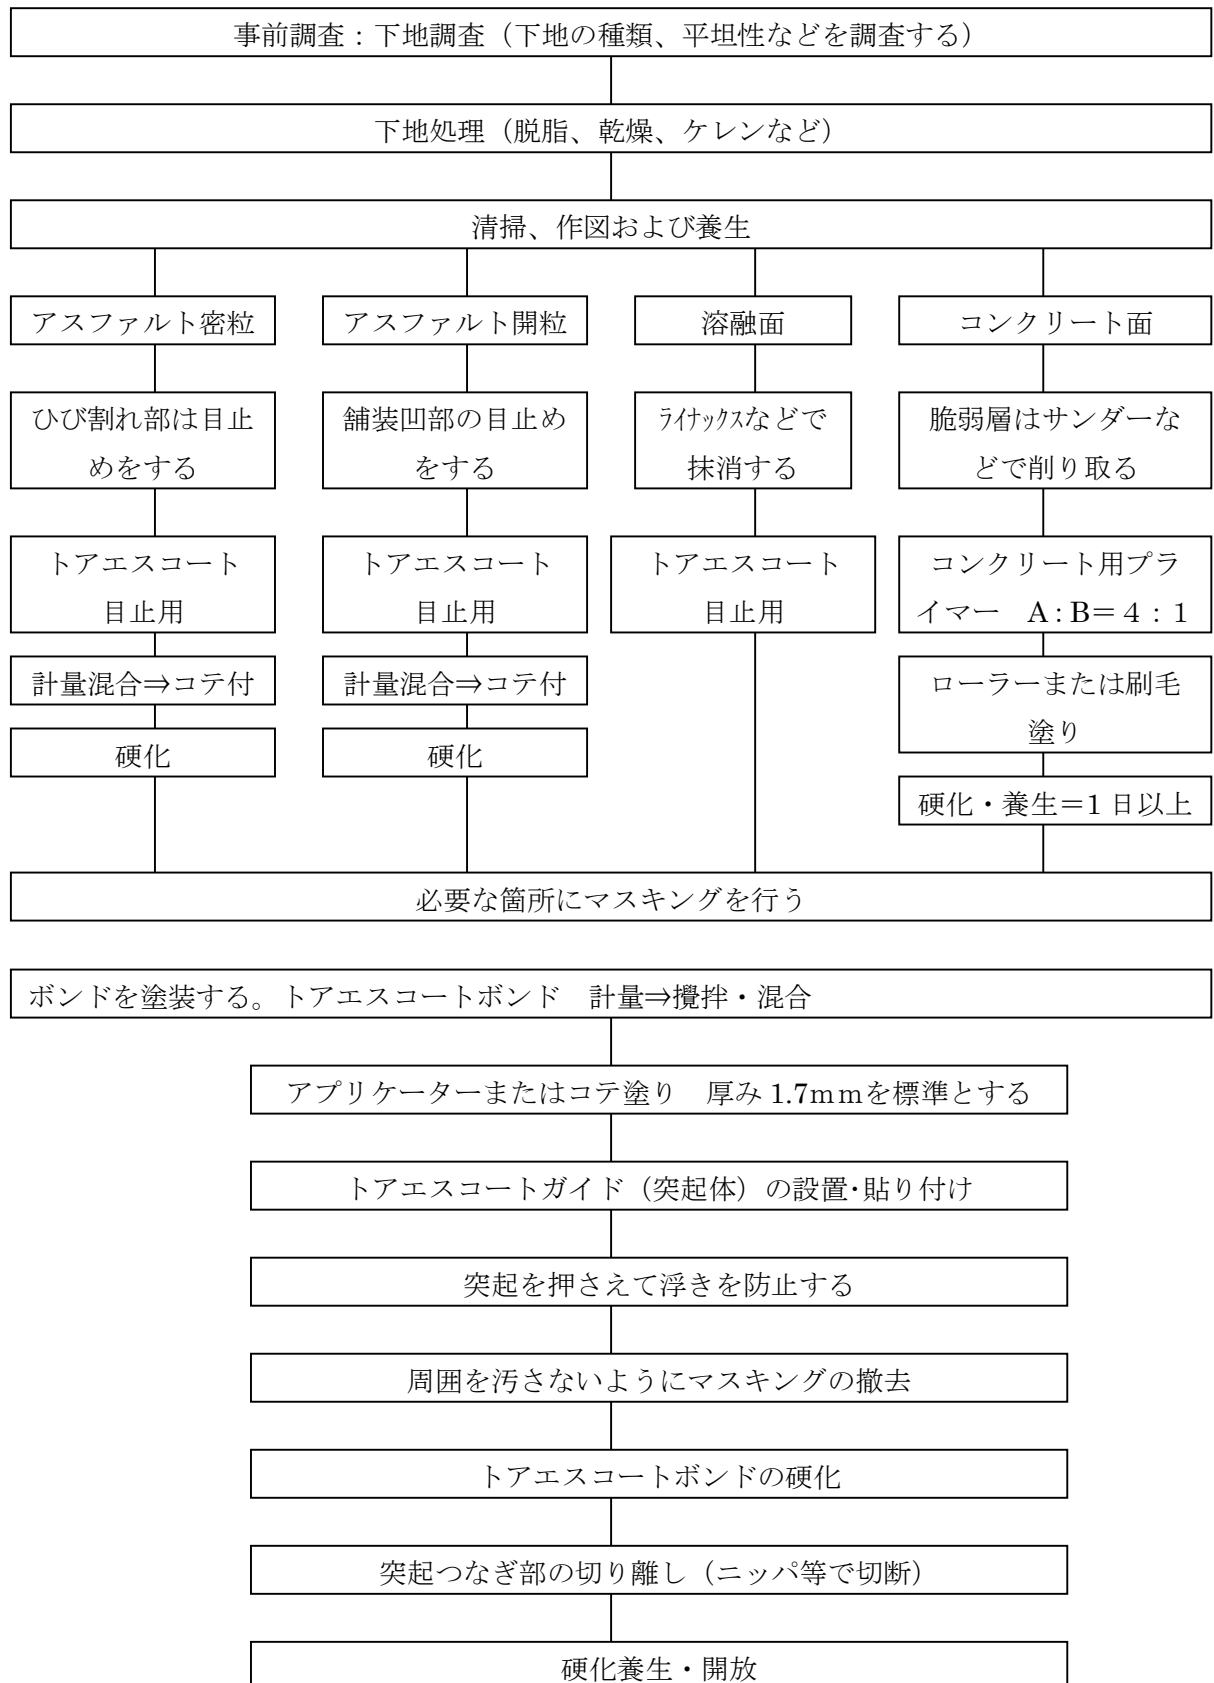 事前調査：下地調査（下地の種類、平坦性などを調査する）
下地処理（脱脂、乾燥、ケレンなど）
清掃、作図および養生
アスファルト密粒
ひび割れ部は目止
めをする
トアエスコート
目止用
計量混合⇒コテ付
硬化
アスファルト開粒
舗装凹部の目止め
をする
トアエスコート
目止用
計量混合⇒コテ付
硬化
溶融面
ﾗｲﾅｯｸｽなどで
抹消する
トアエスコート
目止用
コンクリート面
脆弱層はサンダーな
どで削り取る
コンクリート用プラ
イマー　A：B＝４：１
ローラーまたは刷毛
塗り
硬化・養生＝1 日以上
必要な箇所にマスキングを行う
ボンドを塗装する。トアエスコートボンド　計量⇒攪拌・混合
アプリケーターまたはコテ塗り　厚み 1.7ｍｍを標準とする
トアエスコートガイド（突起体）の設置･貼り付け
突起を押さえて浮きを防止する
周囲を汚さないようにマスキングの撤去
トアエスコートボンドの硬化
突起つなぎ部の切り離し（ニッパ等で切断）
硬化養生・開放